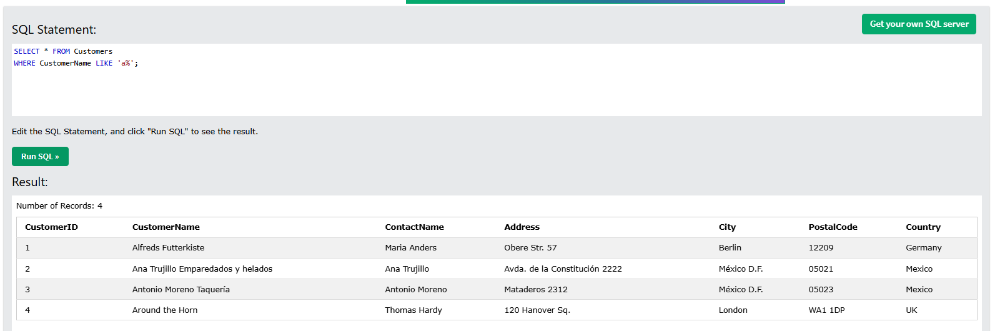 Get your own SQL server
SQL Statement:
SELECT * FROM Customers
WHERE CustomerName LIKE 'a%';
Edit the SQL Statement, and click "Run SQL" to see the result.
Run SQL »
Result:
Number of Records: 4
CustomerID CustomerName ContactName Address City PostalCode Country
1 Alfreds Futterkiste Maria Anders Obere Str. 57 Berlin 12209 Germany
2 Ana Trujillo Emparedados y helados Ana Trujillo Avda. de la Constitución 2222 México D.F. 05021 Mexico
3 Antonio Moreno Taquería Antonio Moreno Mataderos 2312 México D.F. 05023 Mexico
4 Around the Horn Thomas Hardy 120 Hanover Sq. London WA1 1DP UK